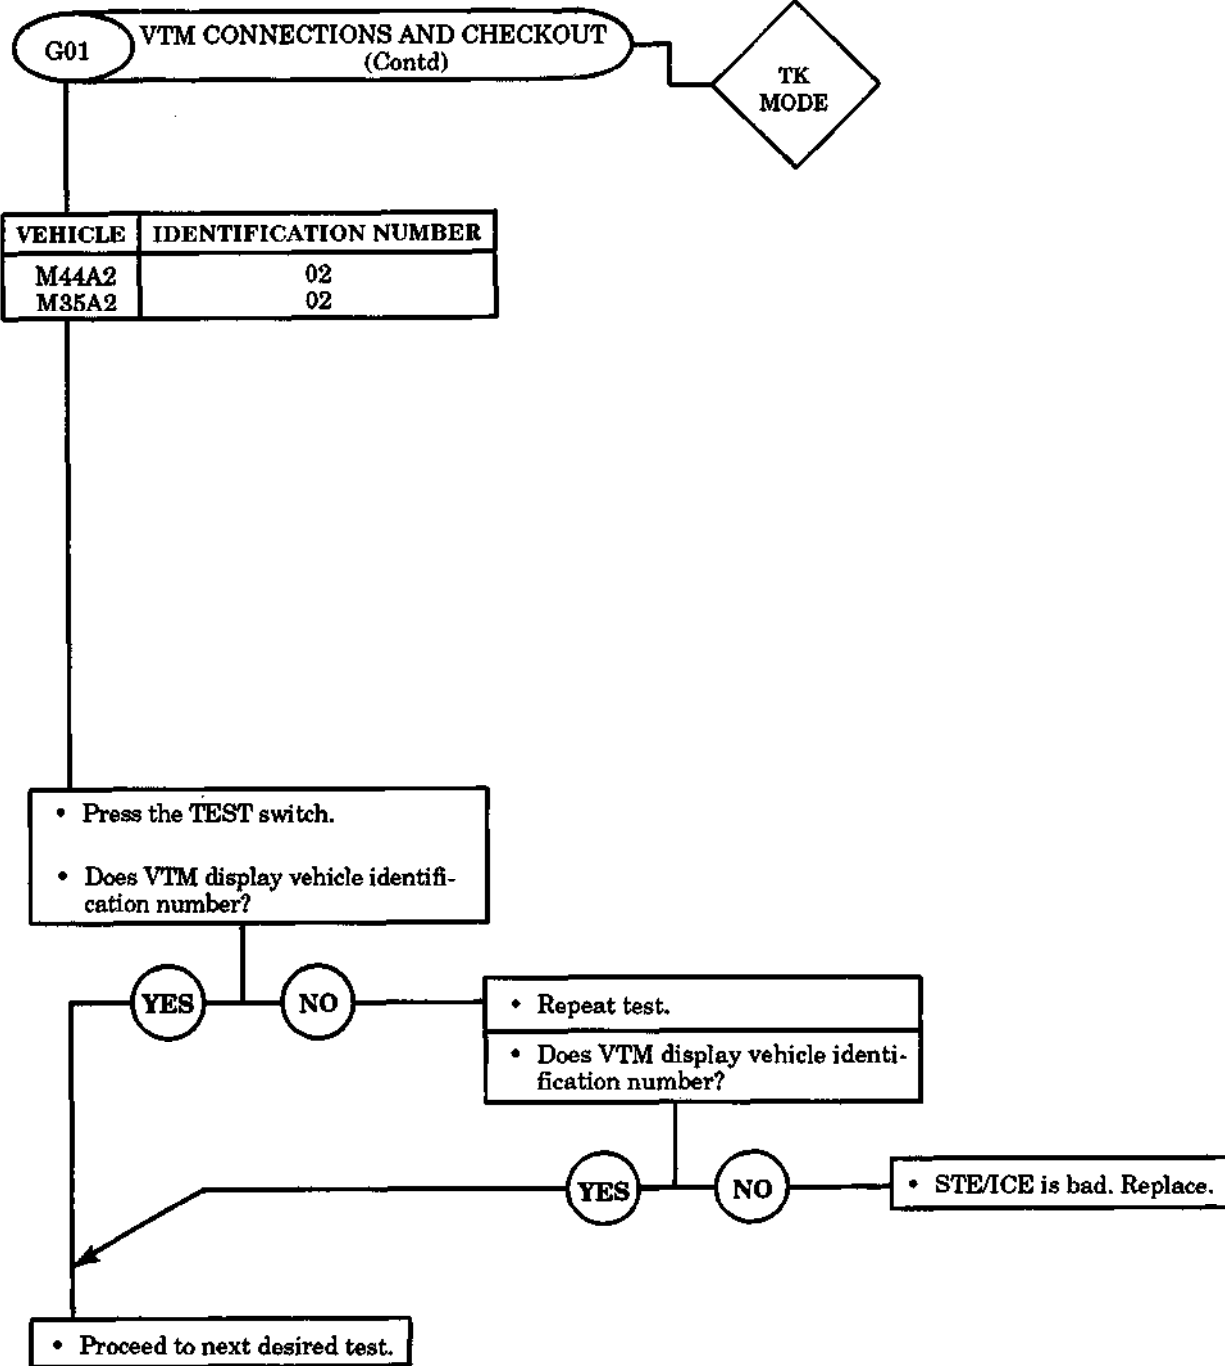 G01
VTM CONNECTIONS AND CHECKOUT
(Contd)
TK
MODE
VEHICLE IDENTIFICATION NUMBER
M44A2 02
M35A2 02
• Press the TEST switch.
• Does VTM display vehicle identifi-
cation number?
YES NO
• Repeat test.
• Does VTM display vehicle identi-
fication number?
YES NO
• STE/ICE is bad. Replace.
• Proceed to next desired test.